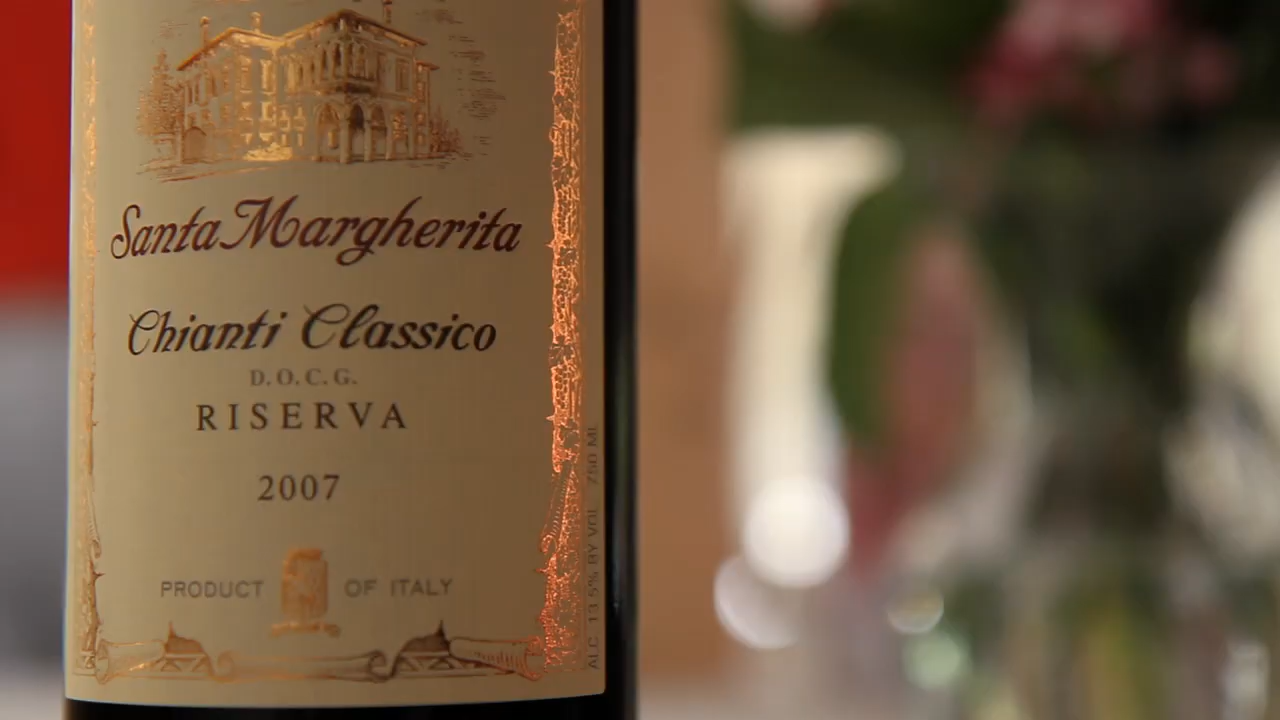 Santa Margherita
Chianti Classico
D.O.C.G.
RISERVA
2007
PRODUCT OF ITALY
ALC 13.5% BY VOL 750 ML